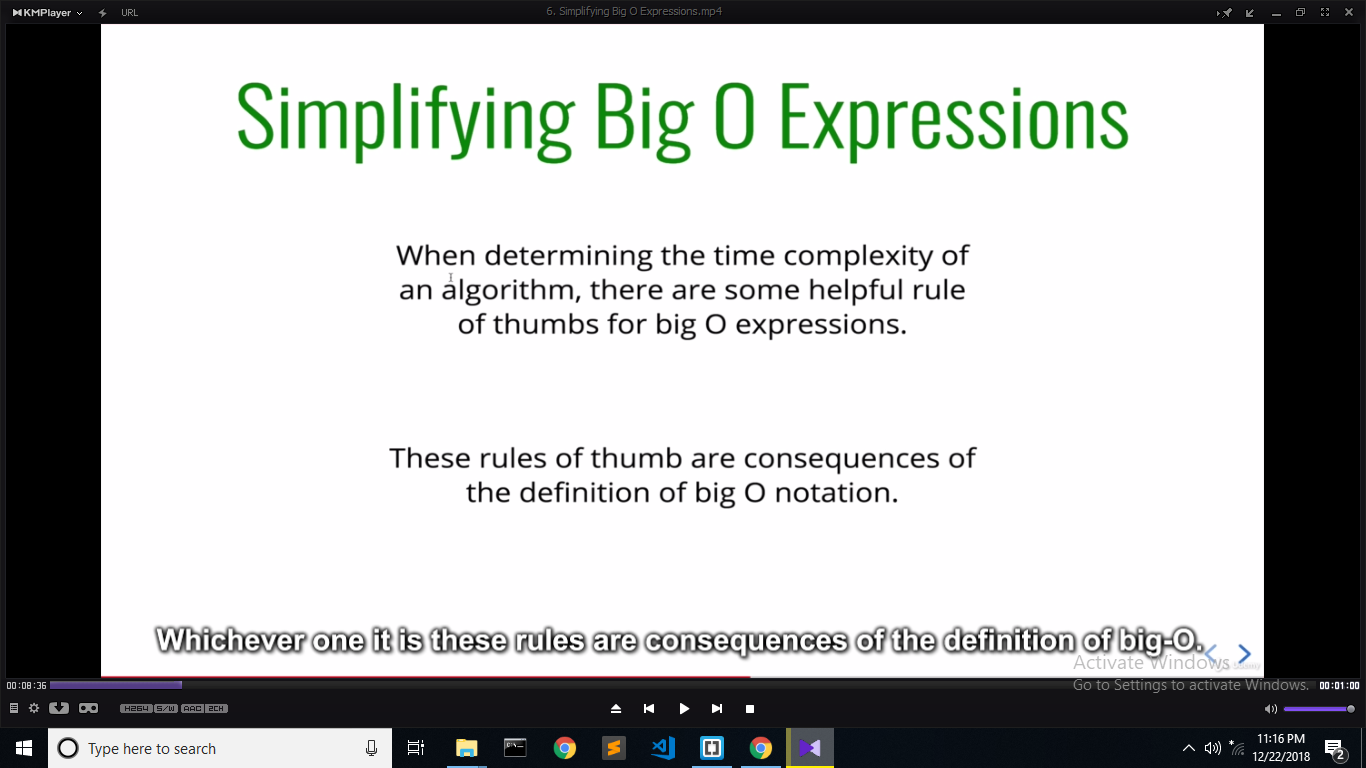 KMPlayer
URL
6. Simplifying Big O Expressions.mp4
Simplifying Big O Expressions
When determining the time complexity of
an algorithm, there are some helpful rule
of thumbs for big O expressions.
These rules of thumb are consequences of
the definition of big O notation.
Whichever one it is these rules are consequences of the definition of big-O.
Activate Windows
Go to Settings to activate Windows.
00:08:36
00:01:00
H264 S/W AAC 2CH
Type here to search
11:16 PM
12/22/2018
2